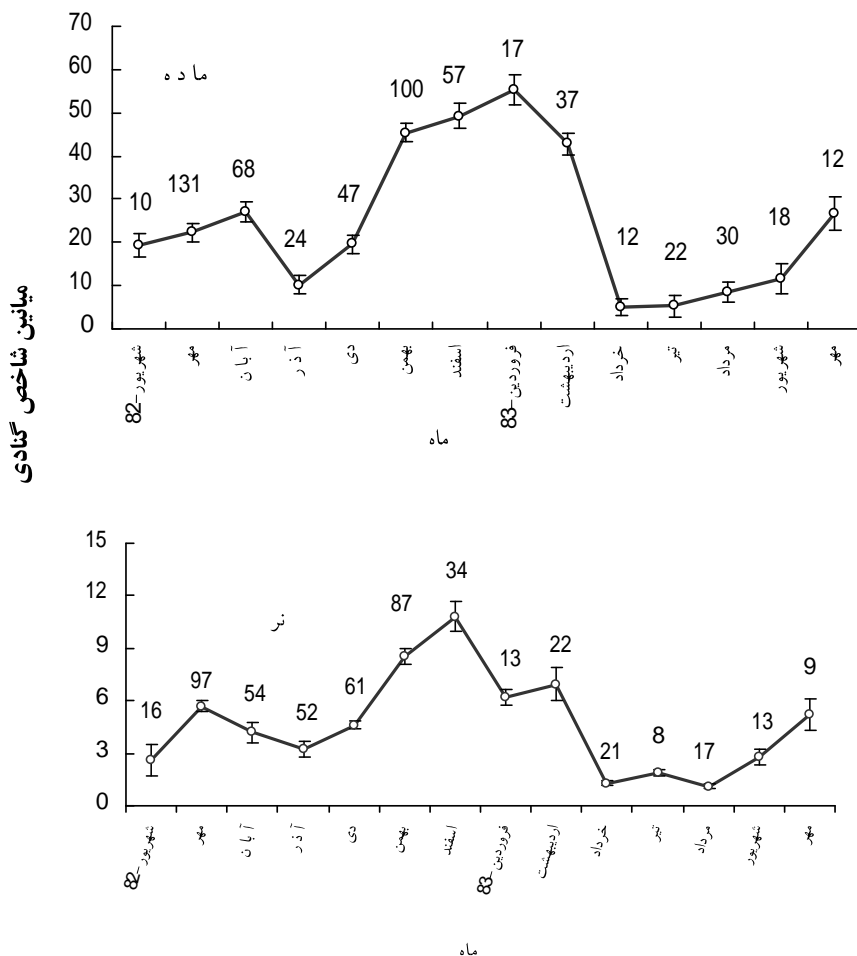 میانین شاخص گنادی
ماده
70
60
50
40
30
20
10
0
10
131
68
24
47
100
57
17
37
12
22
30
18
12
شهریور-82
مهر
آبان
آذر
دی
بهمن
اسفند
فروردین-83
اردیبهشت
خرداد
تیر
مرداد
شهریور
مهر
ماه
نر
15
12
9
6
3
0
16
97
54
52
61
87
34
13
22
21
8
17
13
9
شهریور-82
مهر
آبان
آذر
دی
بهمن
اسفند
فروردین-83
اردیبهشت
خرداد
تیر
مرداد
شهریور
مهر
ماه